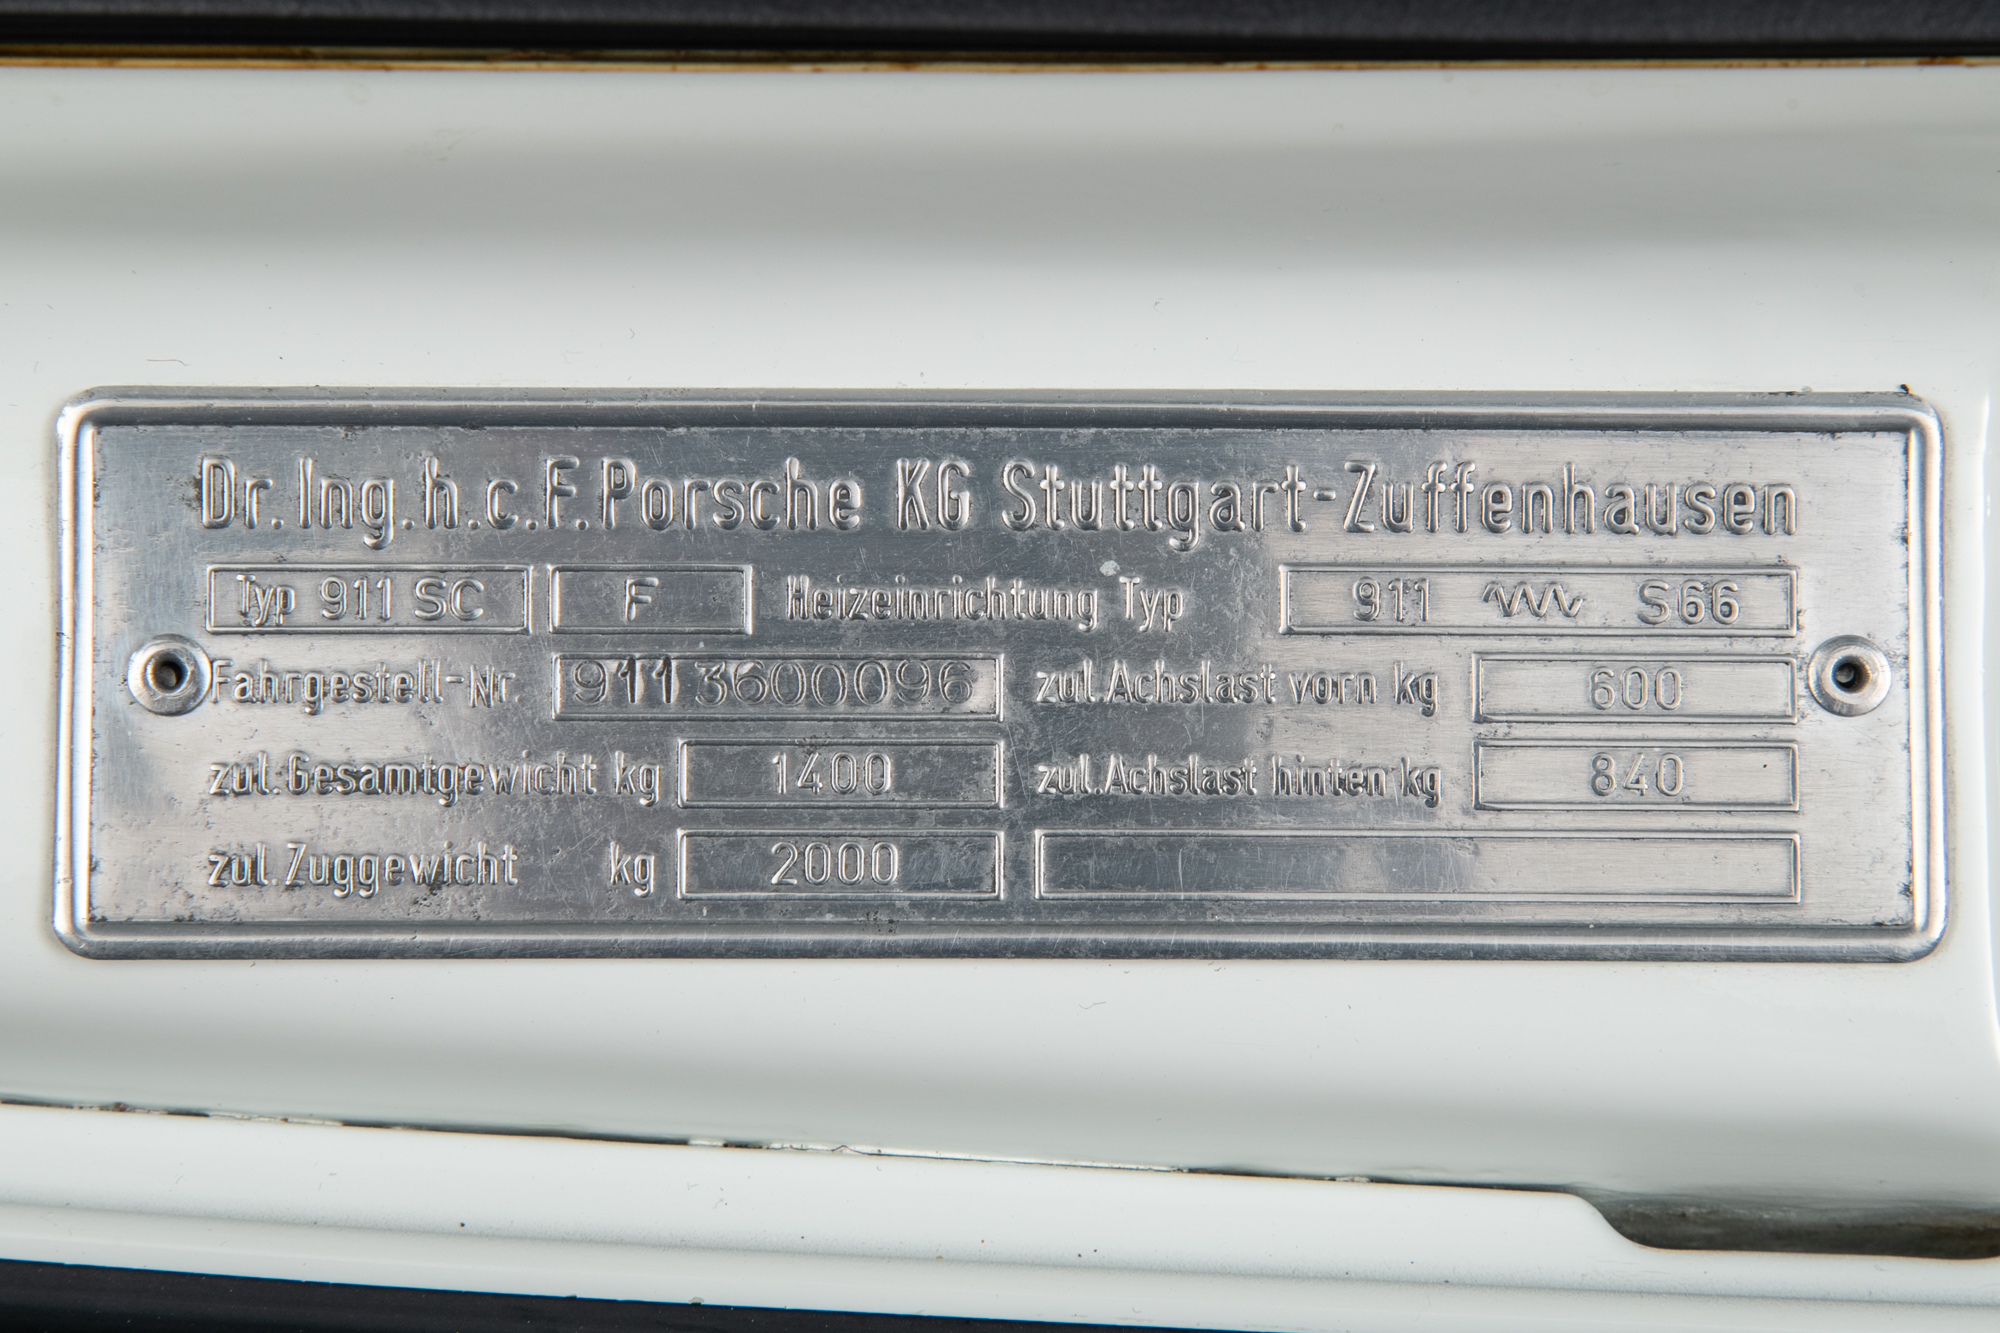 Dr. Ing. h. c. F. Porsche KG Stuttgart-Zuffenhausen
Typ 911 SC F Heizeinrichtung Typ 911 S66
Fahrgestell-Nr. 911 3600096 zul. Achslast vorn kg 600
zul. Gesamtgewicht kg 1400 zul. Achslast hinten kg 840
zul. Zuggewicht kg 2000